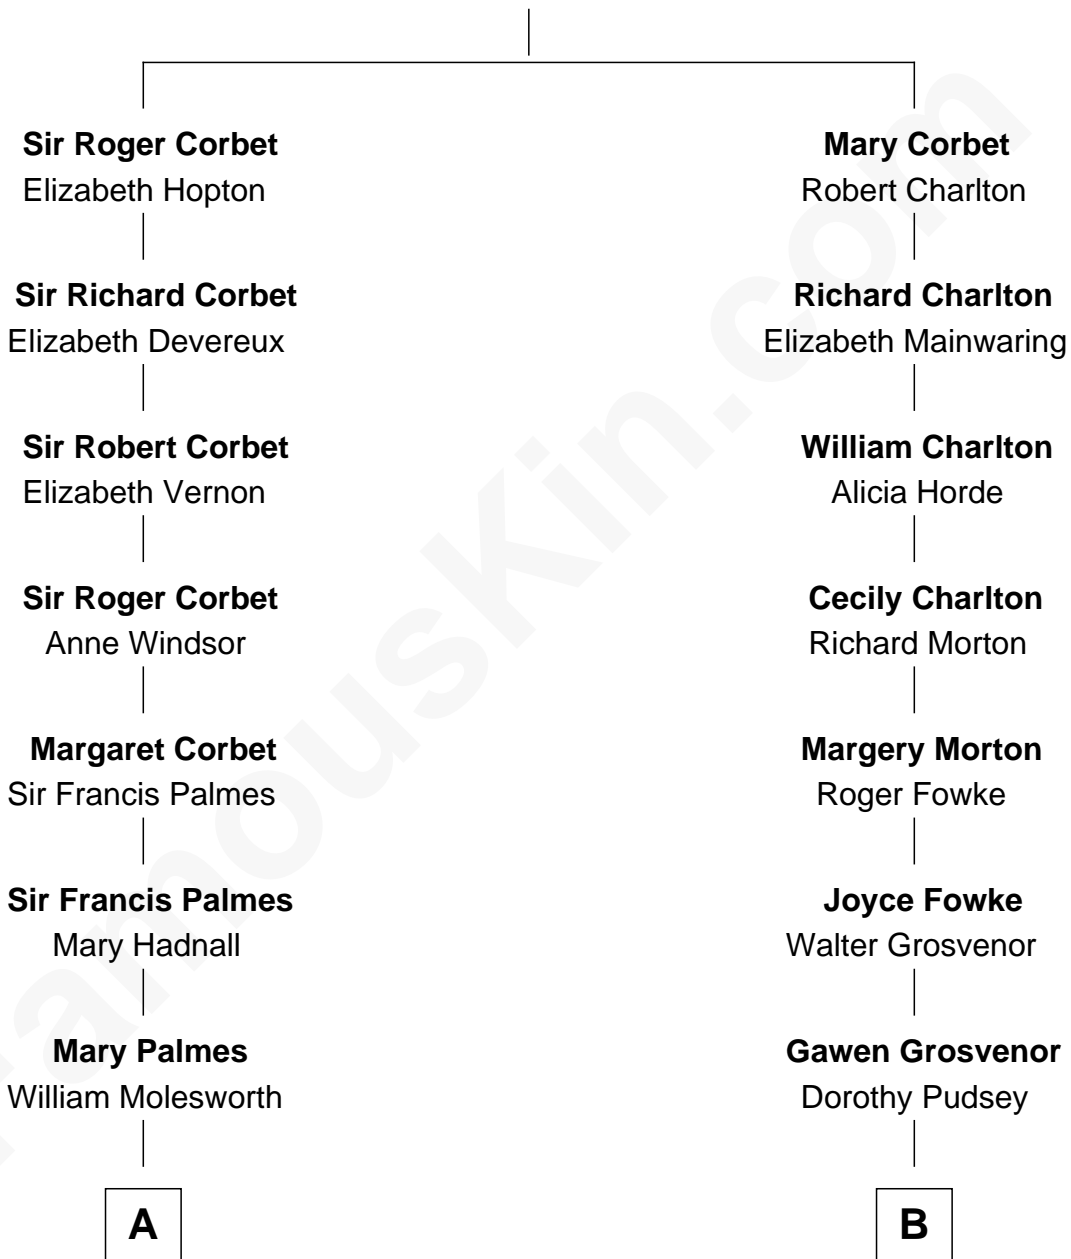 Sir Roger Corbet
Elizabeth Hopton
Sir Richard Corbet
Elizabeth Devereux
Sir Robert Corbet
Elizabeth Vernon
Sir Roger Corbet
Anne Windsor
Margaret Corbet
Sir Francis Palmes
Sir Francis Palmes
Mary Hadnall
Mary Palmes
William Molesworth
A
Mary Corbet
Robert Charlton
Richard Charlton
Elizabeth Mainwaring
William Charlton
Alicia Horde
Cecily Charlton
Richard Morton
Margery Morton
Roger Fowke
Joyce Fowke
Walter Grosvenor
Gawen Grosvenor
Dorothy Pudsey
B
FamousKin.com